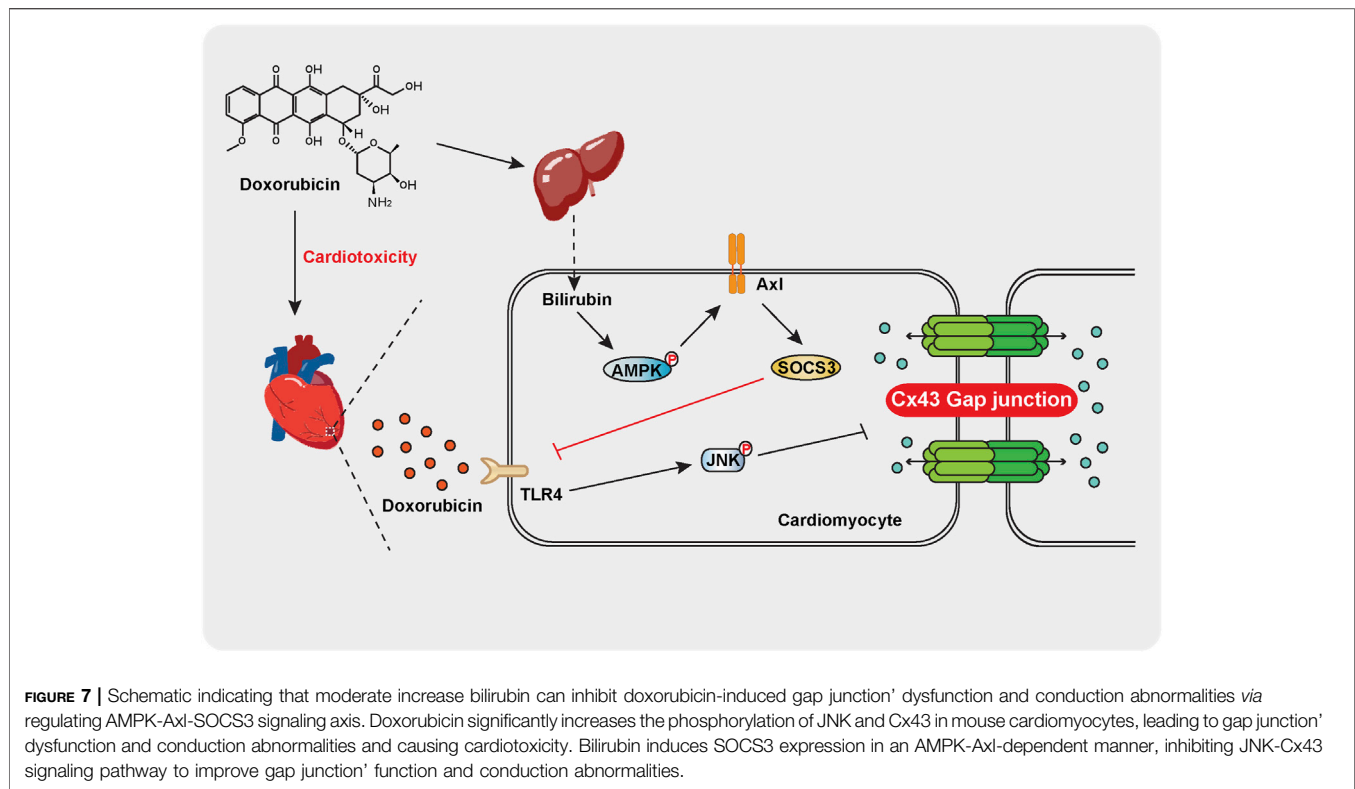 O
OH
O
OH
OH
O
O
OH
O
H
O
O
OH
NH₂
Doxorubicin
Cardiotoxicity
Bilirubin
Axl
AMPK
P
SOCS3
Cx43 Gap junction
JNK
P
TLR4
Doxorubicin
Cardiomyocyte
FIGURE 7 | Schematic indicating that moderate increase bilirubin can inhibit doxorubicin-induced gap junction’ dysfunction and conduction abnormalities via
regulating AMPK-Axl-SOCS3 signaling axis. Doxorubicin significantly increases the phosphorylation of JNK and Cx43 in mouse cardiomyocytes, leading to gap junction’
dysfunction and conduction abnormalities and causing cardiotoxicity. Bilirubin induces SOCS3 expression in an AMPK-Axl-dependent manner, inhibiting JNK-Cx43
signaling pathway to improve gap junction’ function and conduction abnormalities.